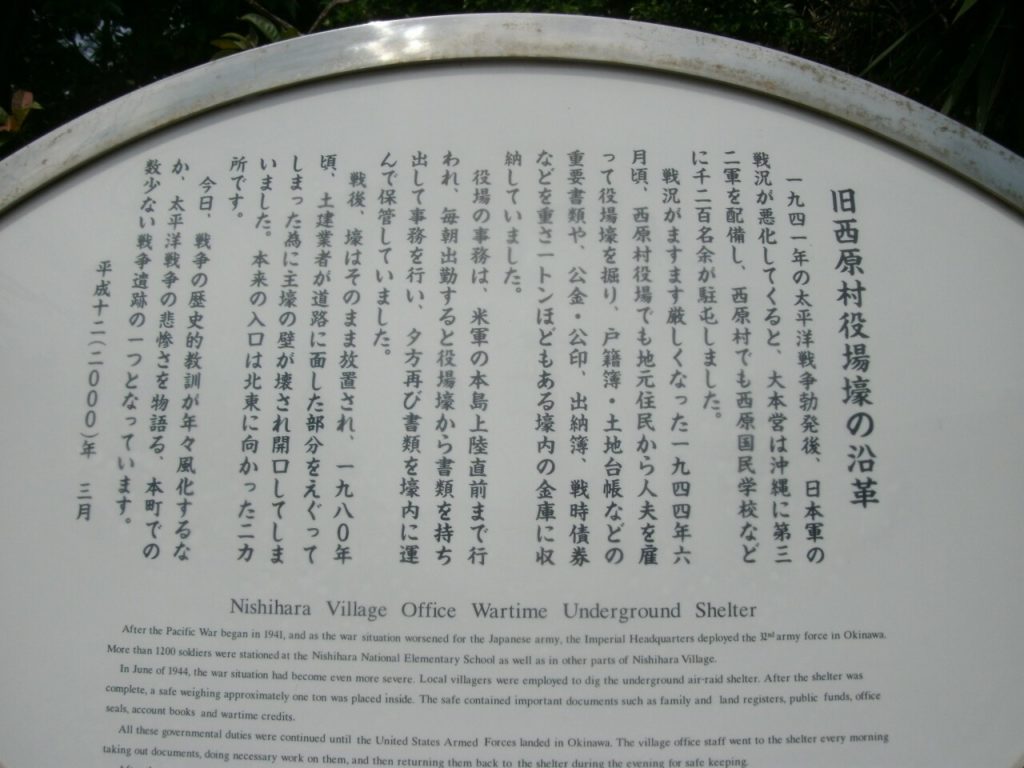 旧西原村役場壕の沿革
一九四一年の太平洋戦争勃発後、日本軍の
戦況が悪化してくると、大本営は沖縄に第三
二軍を配備し、西原村でも西原国民学校など
に千二百名余が駐屯しました。
戦況がますます厳しくなった一九四四年六
月頃、西原村役場でも地元住民から人夫を雇
って役場壕を掘り、戸籍簿・土地台帳などの
重要書類や、公金・公印、出納簿、戦時債券
などを重さ一トンほどもある壕内の金庫に収
納していました。
役場の事務は、米軍の本島上陸直前まで行
われ、毎朝出勤すると役場壕から書類を持ち
出して事務を行い、夕方再び書類を壕内に運
んで保管していました。
戦後、壕はそのまま放置され、一九八〇年
頃、土建業者が道路に面した部分をえぐって
しまった為に主壕の壁が壊され開口してしま
いました。本来の入口は北東に向かった二カ
所です。
今日、戦争の歴史的教訓が年々風化するな
か、太平洋戦争の悲惨さを物語る、本町での
数少ない戦争遺跡の一つとなっています。
平成十二(二〇〇〇)年 三月
Nishihara Village Office Wartime Underground Shelter
After the Pacific War began in 1941, and as the war situation worsened for the Japanese army, the Imperial Headquarters deployed the 32nd army force in Okinawa.
More than 1200 soldiers were stationed at the Nishihara National Elementary School as well as in other parts of Nishihara Village.
In June of 1944, the war situation had become even more severe. Local villagers were employed to dig the underground air-raid shelter. After the shelter was
complete, a safe weighing approximately one ton was placed inside. The safe contained important documents such as family and land registers, public funds, office
seals, account books and wartime credits.
All these governmental duties were continued until the United States Armed Forces landed in Okinawa. The village office staff went to the shelter every morning
taking out documents, doing necessary work on them, and then returning them back to the shelter during the evening for safe keeping.